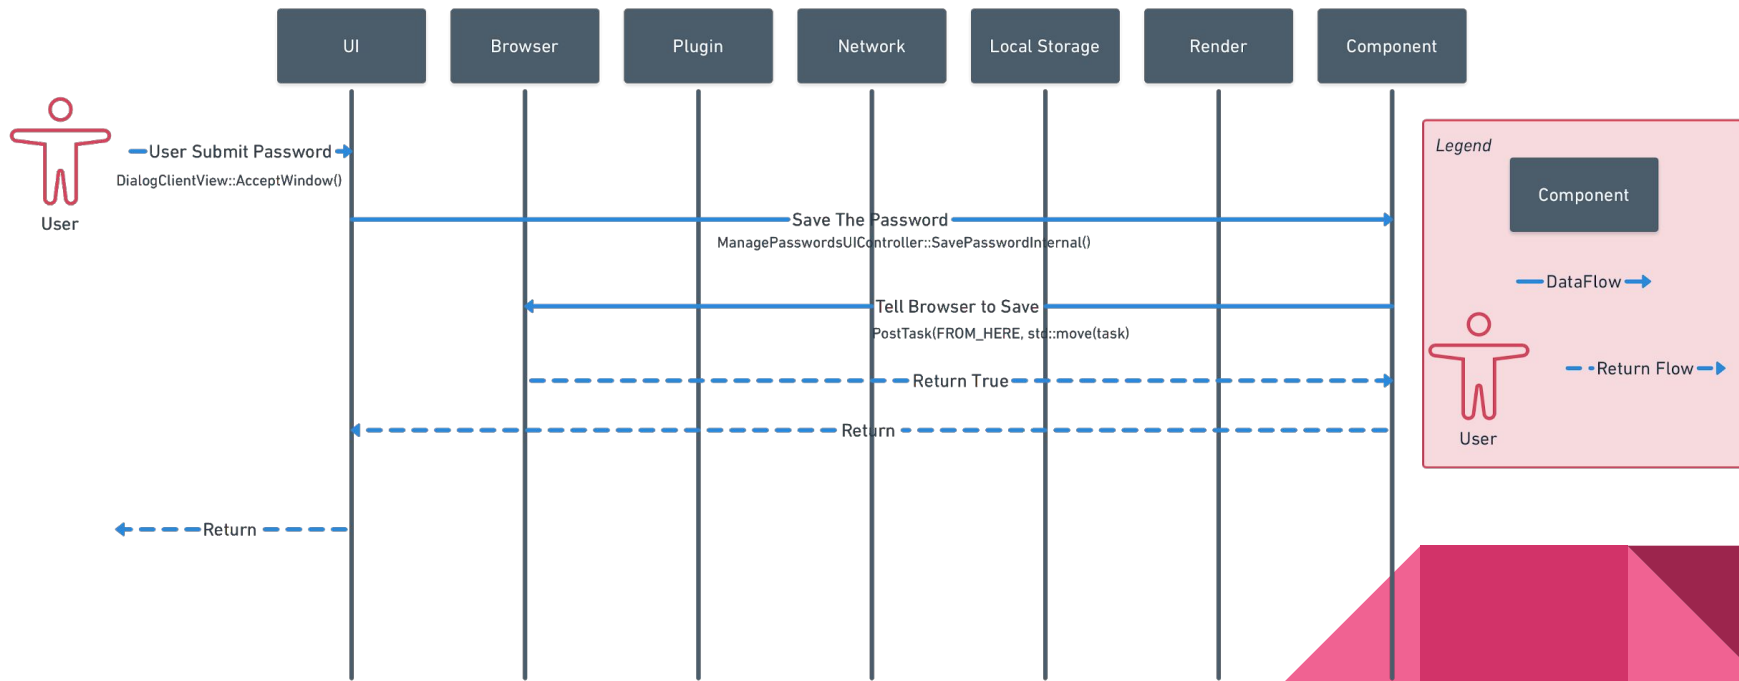 UI
Browser
Plugin
Network
Local Storage
Render
Component
User Submit Password
DialogClientView::AcceptWindow()
User
Save The Password
ManagePasswordsUIController::SavePasswordInternal()
Tell Browser to Save
PostTask(FROM_HERE, std::move(task)
Return True
Return
Return
Legend
Component
DataFlow
Return Flow
User